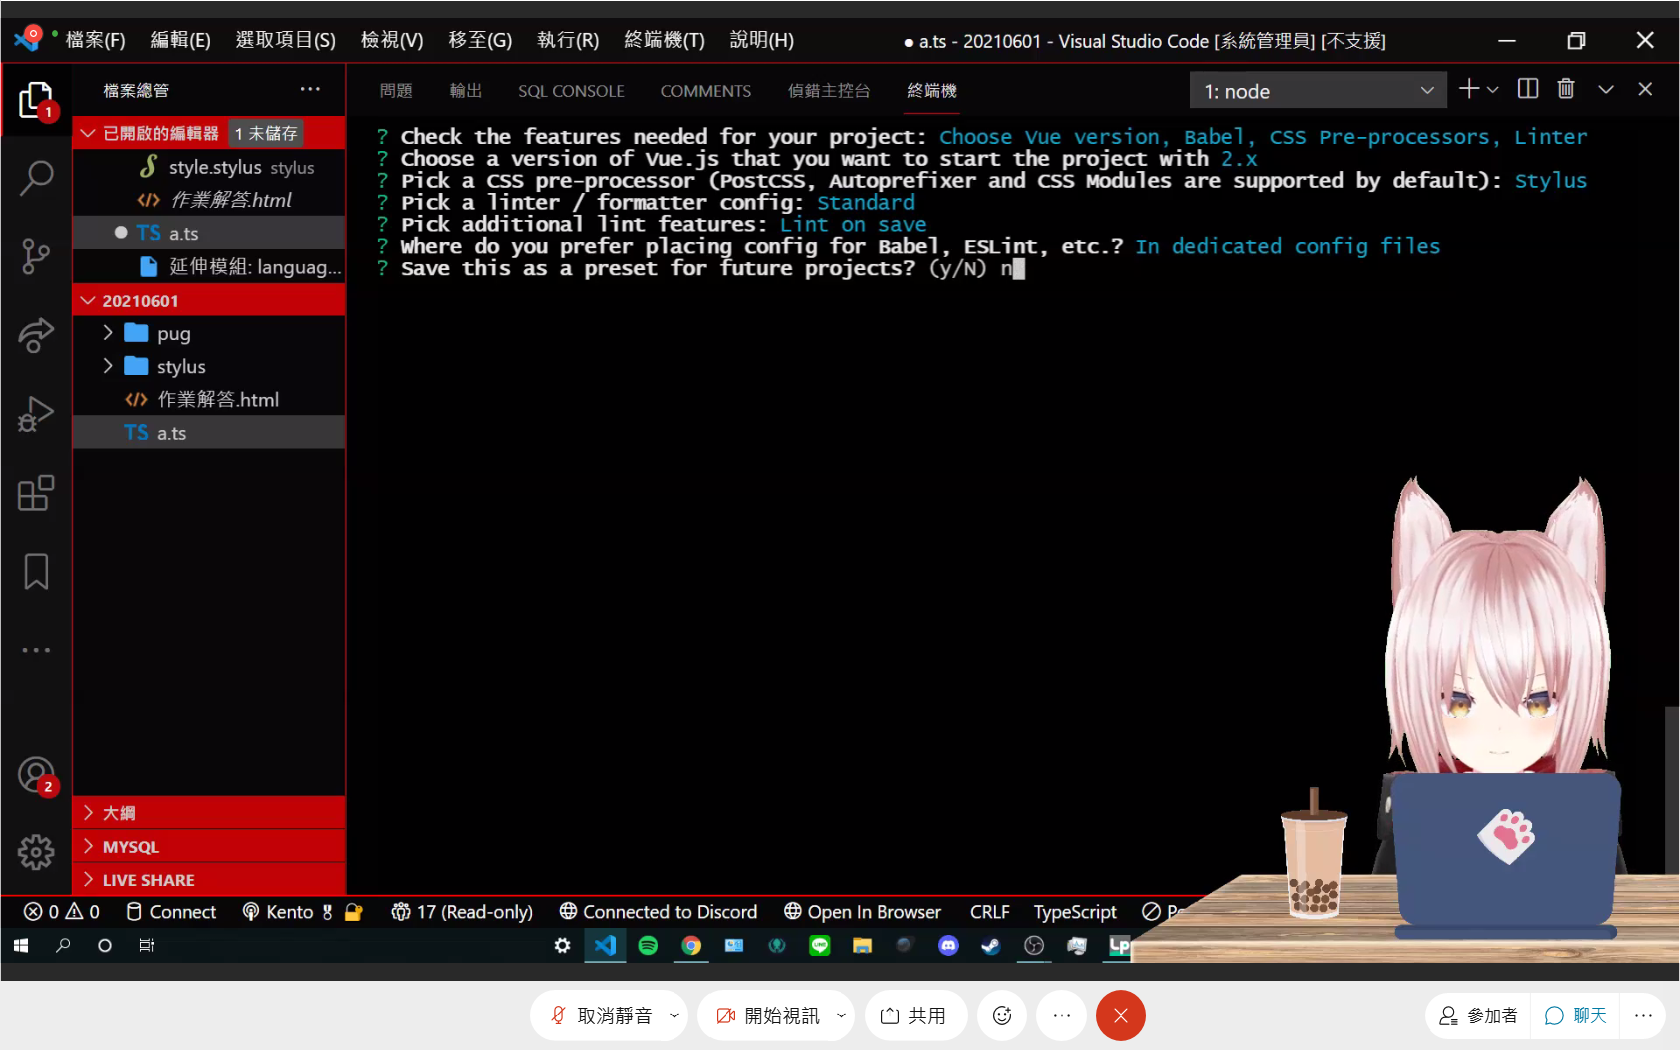 檔案(F) 編輯(E) 選取項目(S) 檢視(V) 移至(G) 執行(R) 終端機(T) 說明(H) ● a.ts - 20210601 - Visual Studio Code [系統管理員] [不支援]
檔案總管 ···
問題 輸出 SQL CONSOLE COMMENTS 偵錯主控台 終端機 1: node
1
已開啟的編輯器 1 未儲存
style.stylus stylus
作業解答.html
TS a.ts
延伸模組: languag...
20210601
pug
stylus
作業解答.html
TS a.ts
? Check the features needed for your project: Choose Vue version, Babel, CSS Pre-processors, Linter
? Choose a version of Vue.js that you want to start the project with 2.x
? Pick a CSS pre-processor (PostCSS, Autoprefixer and CSS Modules are supported by default): Stylus
? Pick a linter / formatter config: Standard
? Pick additional lint features: Lint on save
? Where do you prefer placing config for Babel, ESLint, etc.? In dedicated config files
? Save this as a preset for future projects? (y/N) n
2
大綱
MYSQL
LIVE SHARE
0 0 Connect Kento 17 (Read-only) Connected to Discord Open In Browser CRLF TypeScript
LINE Lp
取消靜音 開始視訊 共用 ··· 參加者 聊天 ···